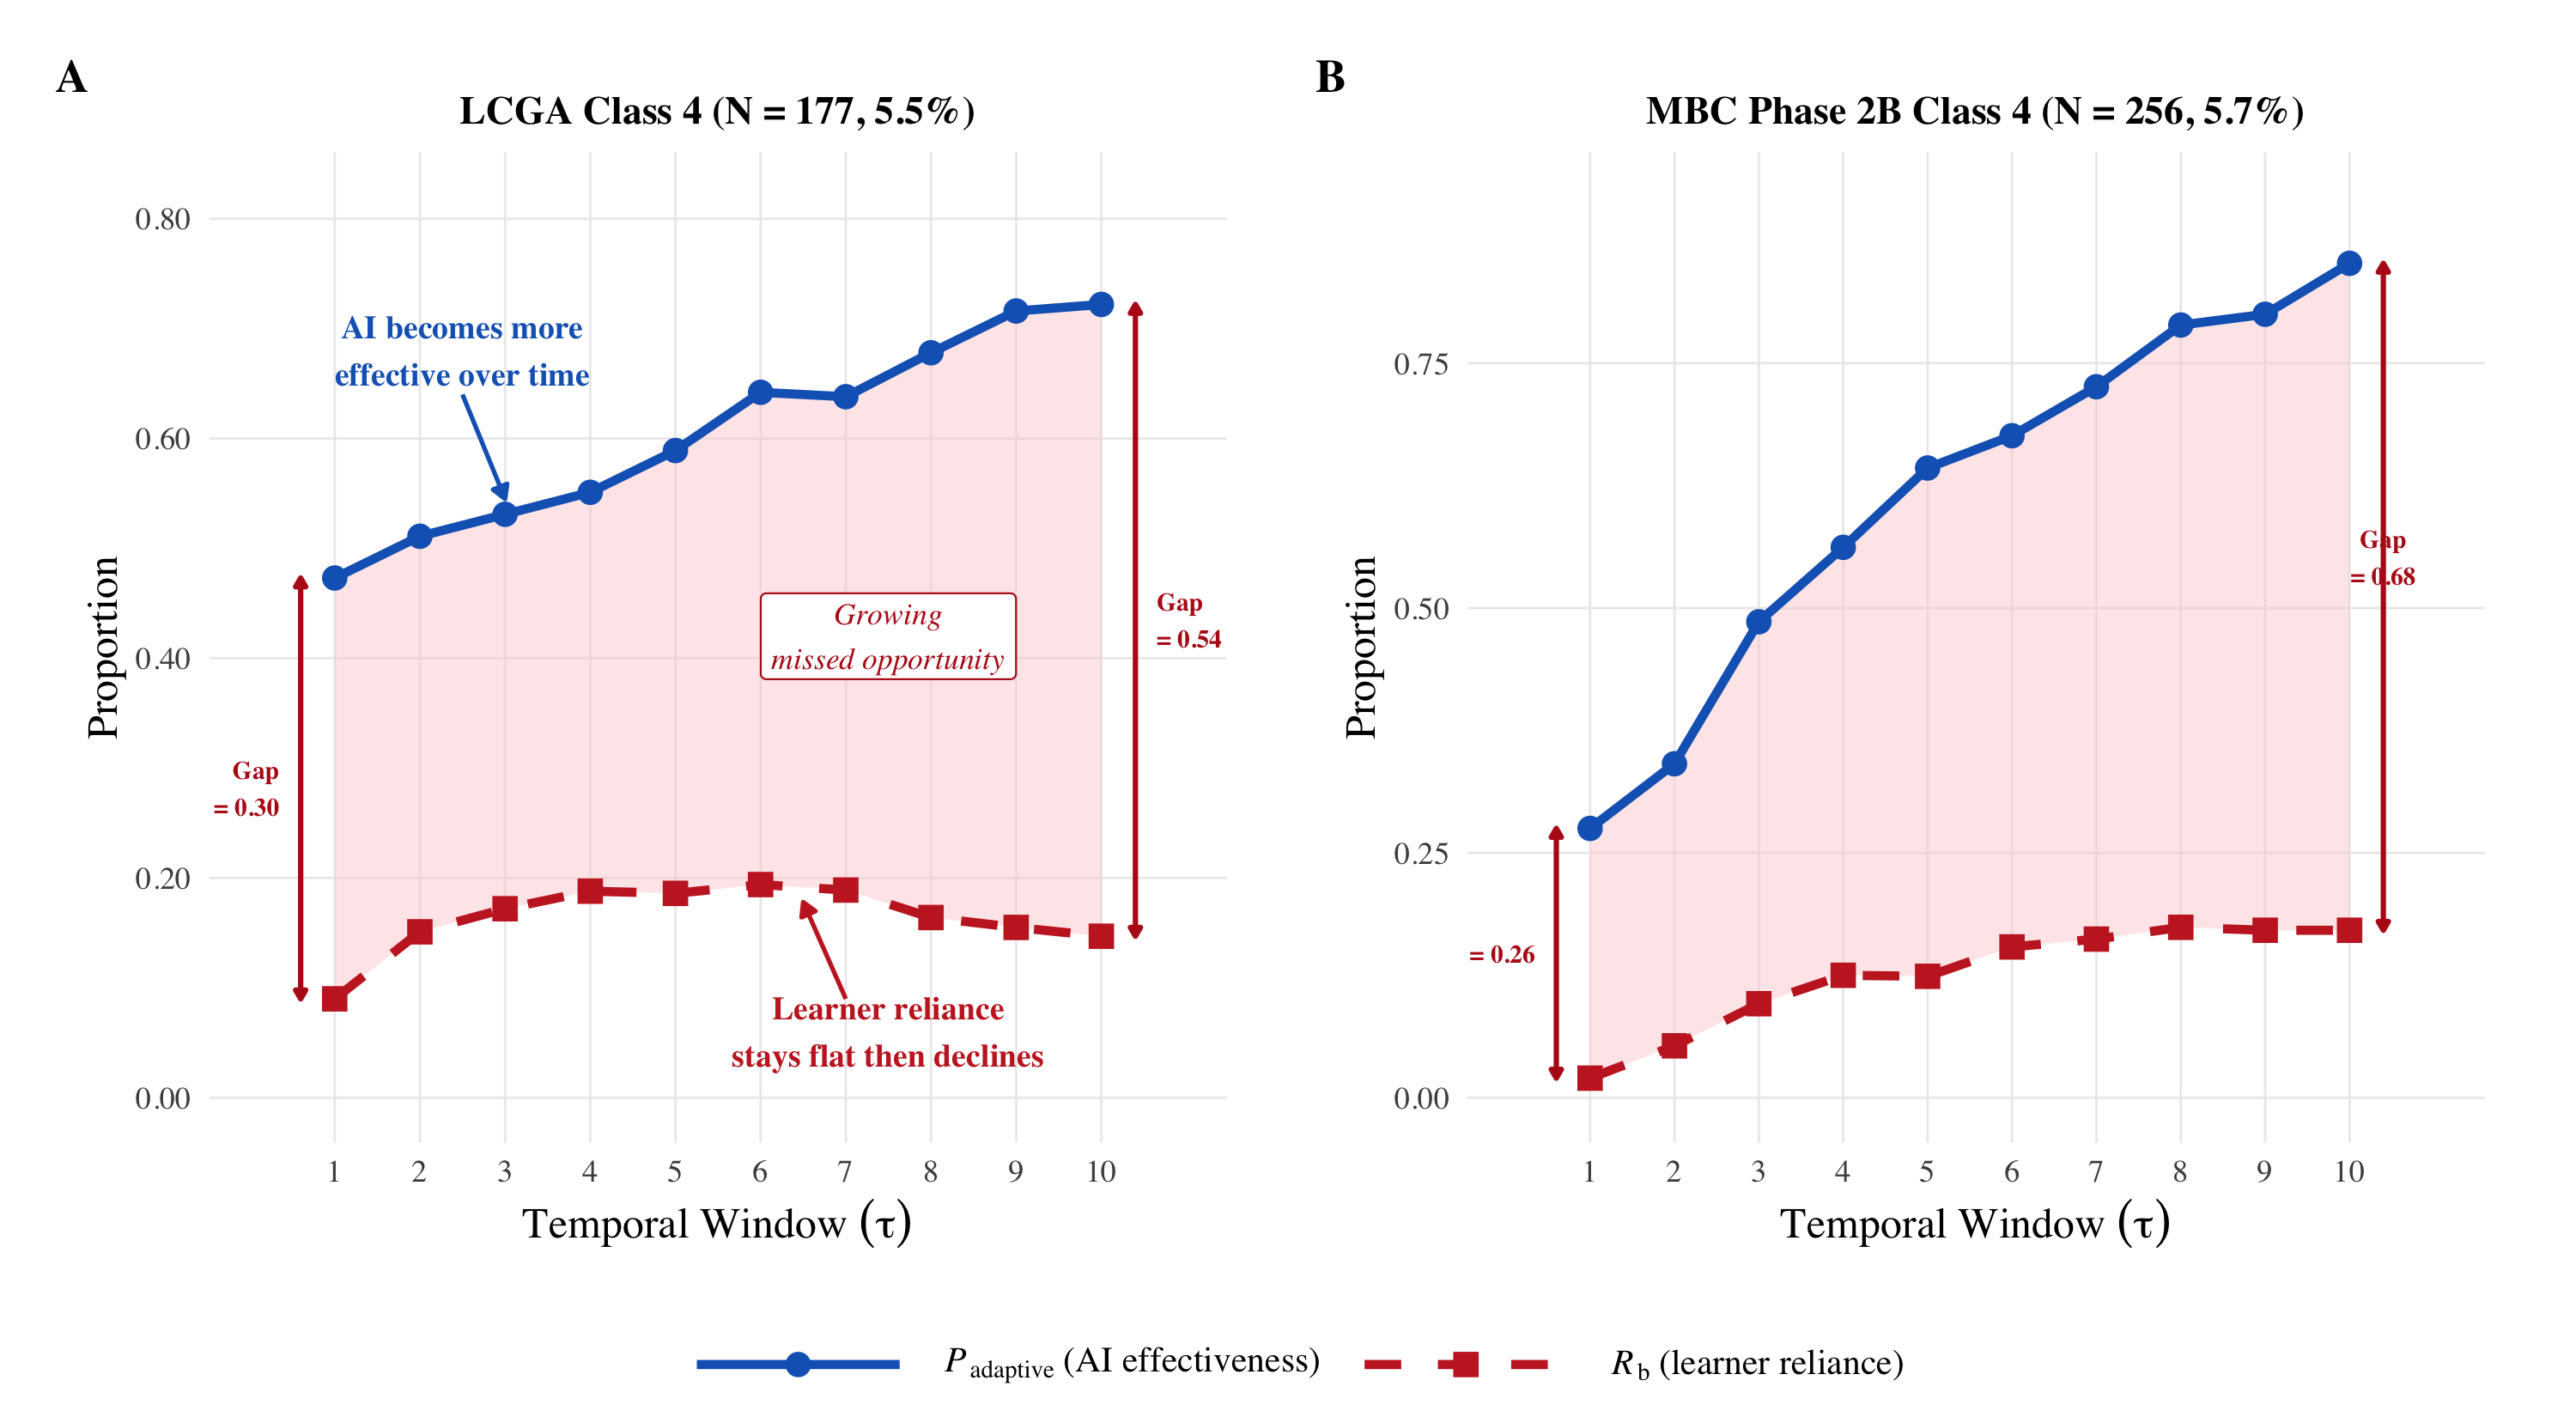 A
LCGA Class 4 (N = 177, 5.5%)
Proportion
0.80
0.60
0.40
0.20
0.00
AI becomes more
effective over time
Growing
missed opportunity
Gap
= 0.30
Gap
= 0.54
Learner reliance
stays flat then declines
1 2 3 4 5 6 7 8 9 10
Temporal Window (τ)
B
MBC Phase 2B Class 4 (N = 256, 5.7%)
Proportion
0.75
0.50
0.25
0.00
= 0.26
Gap
= 0.68
1 2 3 4 5 6 7 8 9 10
Temporal Window (τ)
P adaptive (AI effectiveness) R b (learner reliance)